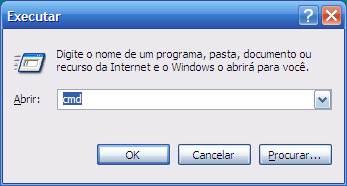 Executar
Digite o nome de um programa, pasta, documento ou
recurso da Internet e o Windows o abrirá para você.
Abrir: cmd
OK Cancelar Procurar...